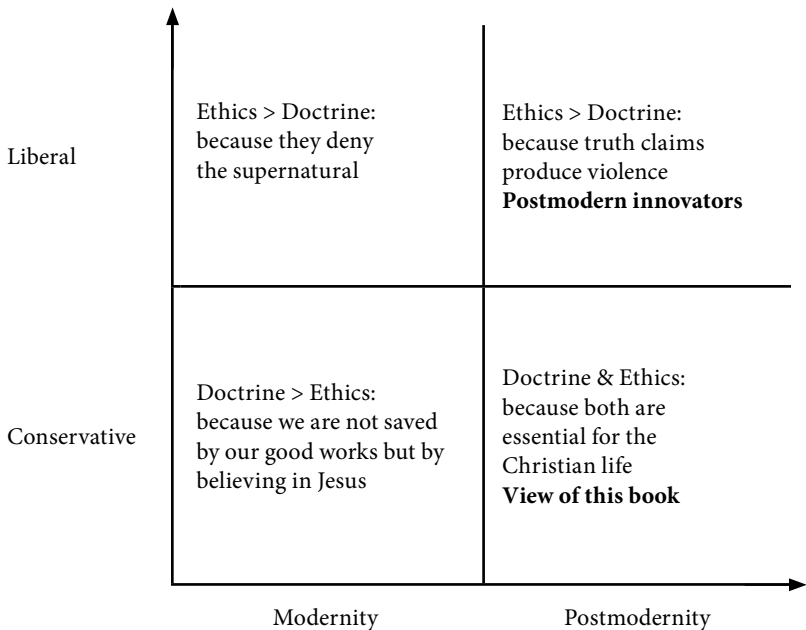 Liberal
Ethics > Doctrine:
because they deny
the supernatural
Ethics > Doctrine:
because truth claims
produce violence
Postmodern innovators
Conservative
Doctrine > Ethics:
because we are not saved
by our good works but by
believing in Jesus
Doctrine & Ethics:
because both are
essential for the
Christian life
View of this book
Modernity
Postmodernity